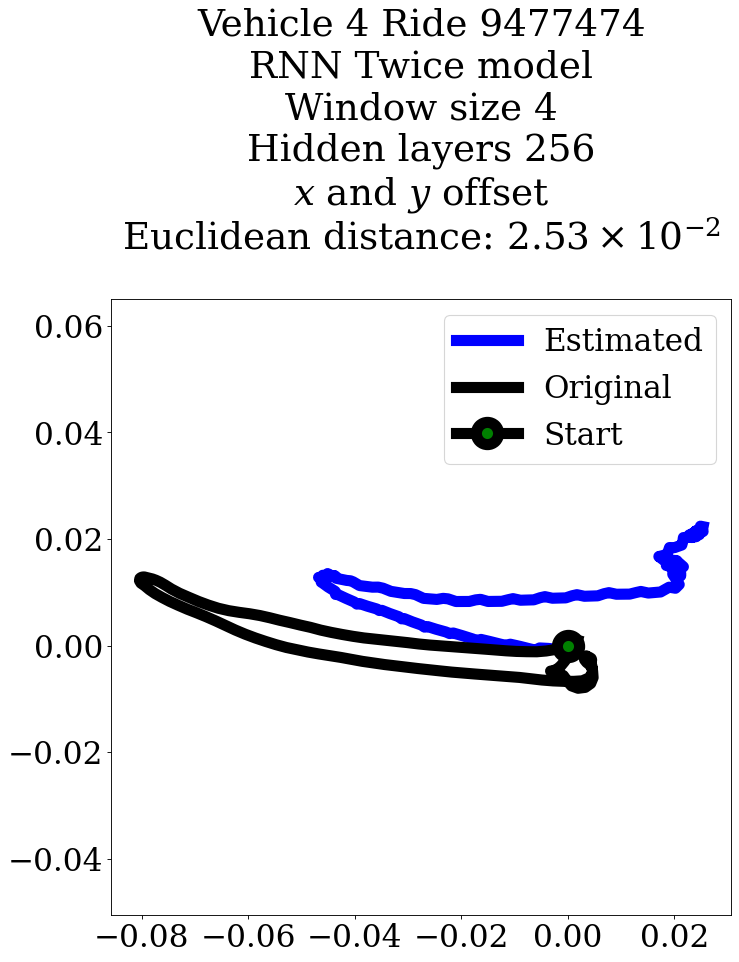 Vehicle 4 Ride 9477474
RNN Twice model
Window size 4
Hidden layers 256
x and y offset
Euclidean distance: 2.53 × 10⁻²
Estimated
Original
Start
0.06
0.04
0.02
0.00
−0.02
−0.04
−0.08 −0.06 −0.04 −0.02 0.00 0.02